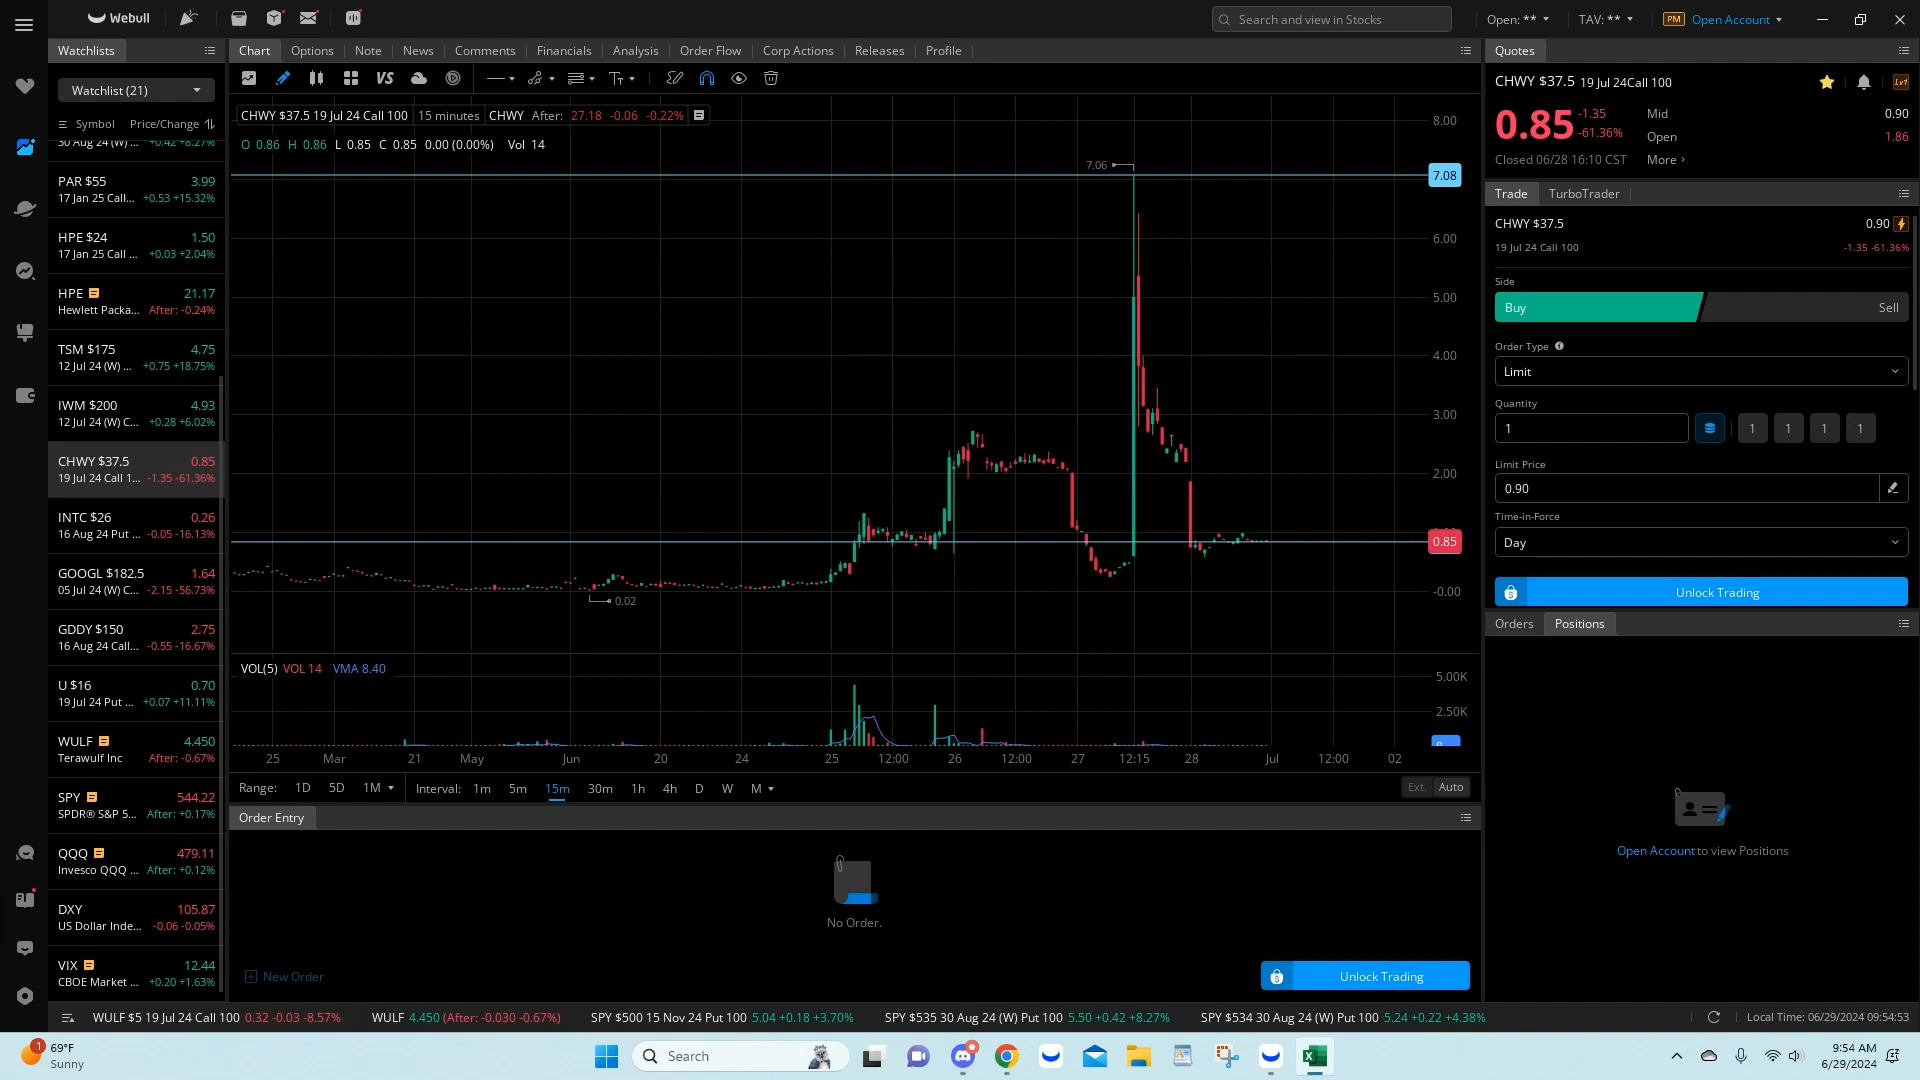 Webull
Search and view in Stocks
Open: **
TAV: **
PM Open Account
Watchlists
Watchlist (21)
Symbol Price/Change
30 Aug 24 (W) ... +0.42 +8.27%
PAR $55 3.99
17 Jan 25 Call... +0.53 +15.32%
HPE $24 1.50
17 Jan 25 Call ... +0.03 +2.04%
HPE 21.17
Hewlett Packa... After: -0.24%
TSM $175 4.75
12 Jul 24 (W) ... +0.75 +18.75%
IWM $200 4.93
12 Jul 24 (W) C... +0.28 +6.02%
CHWY $37.5 0.85
19 Jul 24 Call 1... -1.35 -61.36%
INTC $26 0.26
16 Aug 24 Put ... -0.05 -16.13%
GOOGL $182.5 1.64
05 Jul 24 (W) C... -2.15 -56.73%
GDDY $150 2.75
16 Aug 24 Call... -0.55 -16.67%
U $16 0.70
19 Jul 24 Put ... +0.07 +11.11%
WULF 4.450
Terawulf Inc After: -0.67%
SPY 544.22
SPDR® S&P 5... After: +0.17%
QQQ 479.11
Invesco QQQ ... After: +0.12%
DXY 105.87
US Dollar Inde... -0.06 -0.05%
VIX 12.44
CBOE Market ... +0.20 +1.63%
Chart Options Note News Comments Financials Analysis Order Flow Corp Actions Releases Profile
VS
CHWY $37.5 19 Jul 24 Call 100 15 minutes CHWY After: 27.18 -0.06 -0.22%
O 0.86 H 0.86 L 0.85 C 0.85 0.00 (0.00%) Vol 14
8.00
7.06
7.08
6.00
5.00
4.00
3.00
2.00
0.85
-0.00
0.02
VOL(5) VOL 14 VMA 8.40
5.00K
2.50K
25 Mar 21 May Jun 20 24 25 12:00 26 12:00 27 12:15 28 Jul 12:00 02
Range: 1D 5D 1M Interval: 1m 5m 15m 30m 1h 4h D W M Ext. Auto
Order Entry
No Order.
New Order
Unlock Trading
Quotes
CHWY $37.5 19 Jul 24Call 100
Lv1
0.85 -1.35
-61.36%
Mid 0.90
Open 1.86
Closed 06/28 16:10 CST
More
Trade TurboTrader
CHWY $37.5 0.90
19 Jul 24 Call 100 -1.35 -61.36%
Side
Buy Sell
Order Type
Limit
Quantity
1 1 1 1 1
Limit Price
0.90
Time-in-Force
Day
Unlock Trading
Orders Positions
Open Account to view Positions
WULF $5 19 Jul 24 Call 100 0.32 -0.03 -8.57% WULF 4.450 (After: -0.030 -0.67%) SPY $500 15 Nov 24 Put 100 5.04 +0.18 +3.70% SPY $535 30 Aug 24 (W) Put 100 5.50 +0.42 +8.27% SPY $534 30 Aug 24 (W) Put 100 5.24 +0.22 +4.38% Local Time: 06/29/2024 09:54:53
1
69°F
Sunny
Search
9:54 AM
6/29/2024